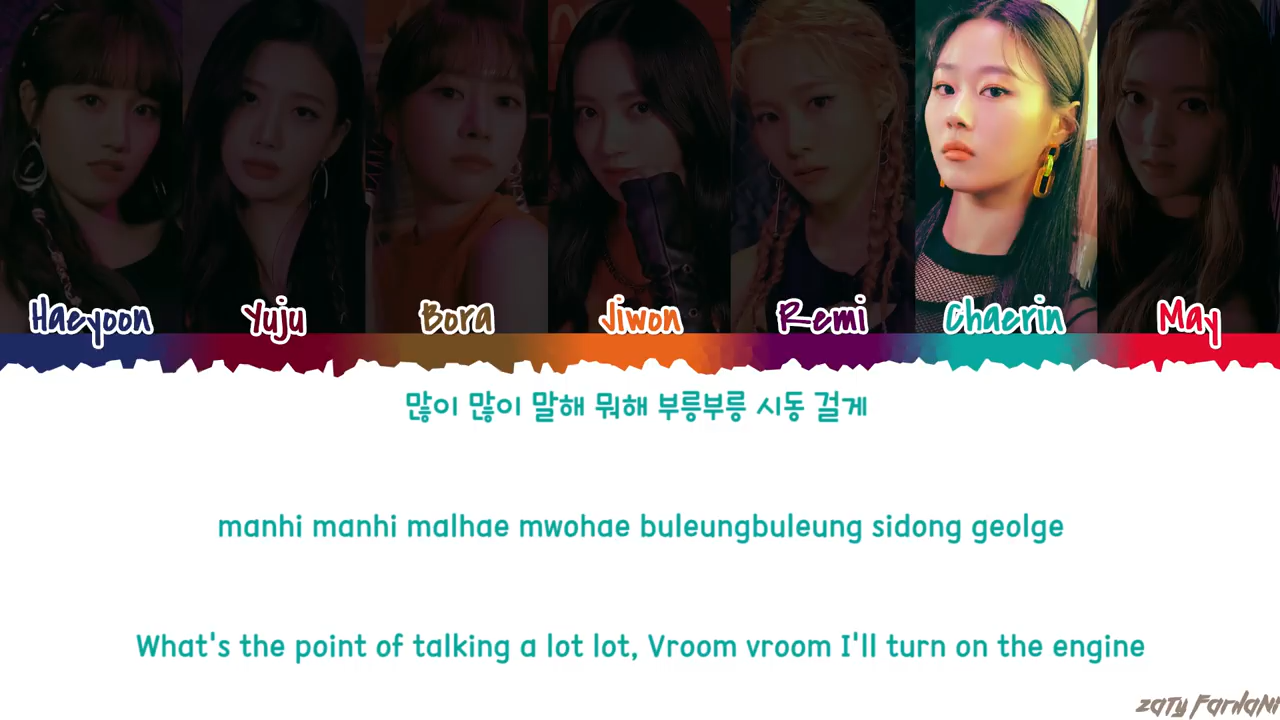 Haeyoon Yuju Bora Jiwon Remi Chaerin May
많이 많이 말해 뭐해 부릉부릉 시동 걸게
manhi manhi malhae mwohae buleungbuleung sidong geolge
What's the point of talking a lot lot, Vroom vroom I'll turn on the engine
ZaTy FarhaNi